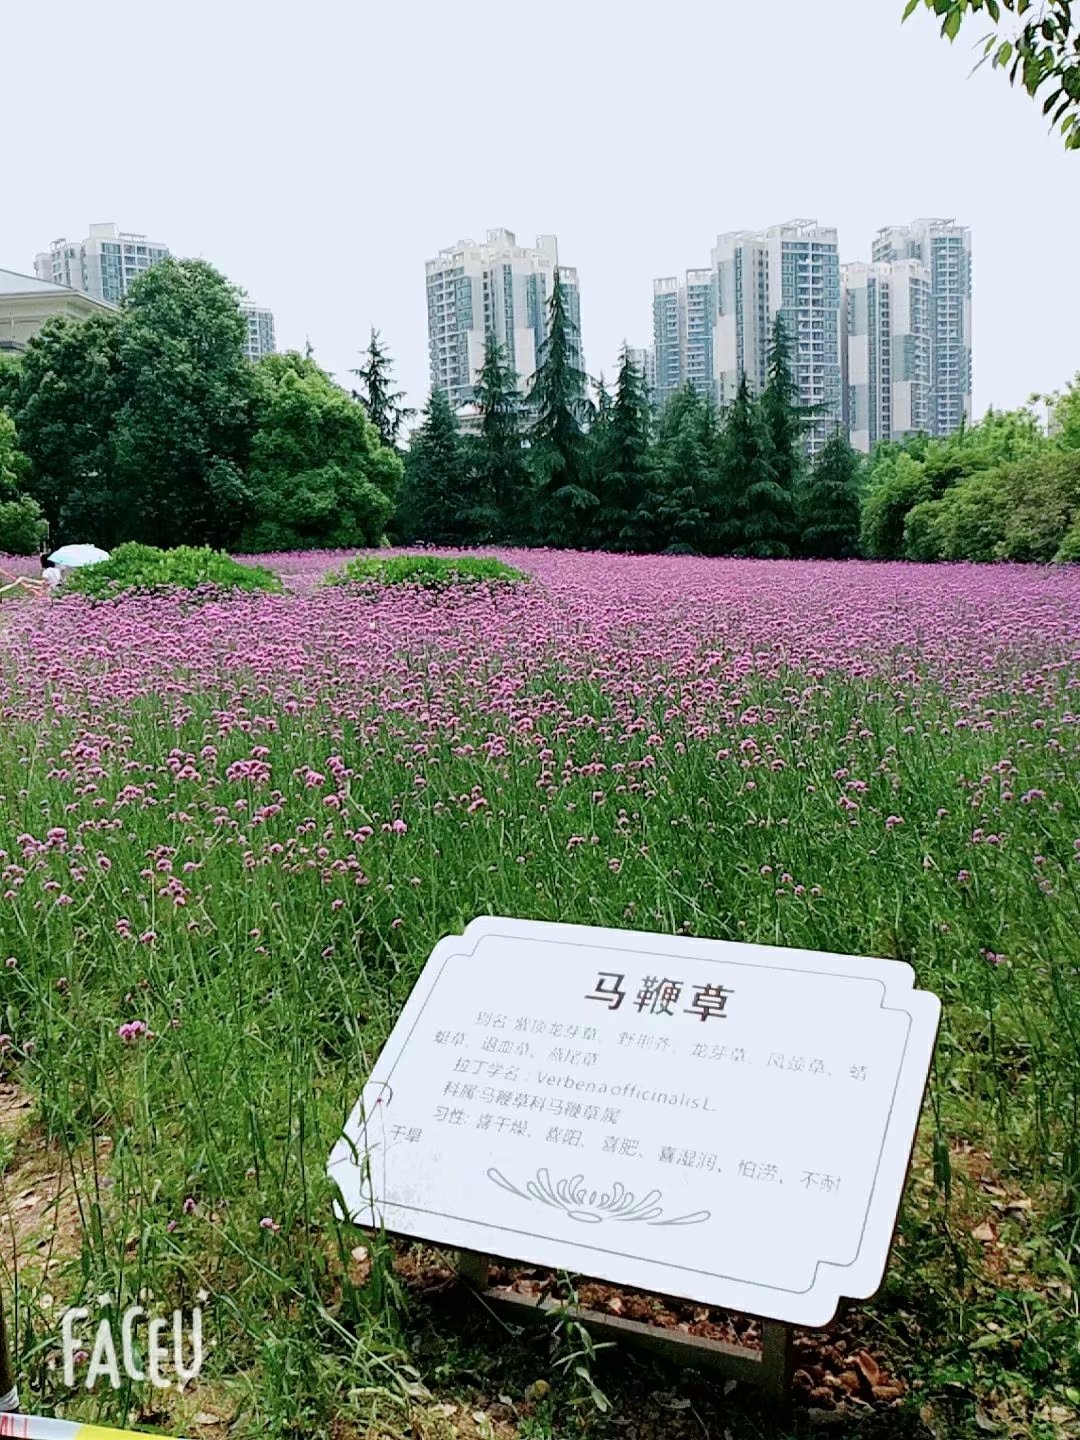 马鞭草
别名 紫顶龙芽草、野荆芥、龙芽草、凤颈草、蜻
蜓草、退血草、燕尾草
拉丁学名：Verbena officinalis L.
科属:马鞭草科马鞭草属
习性: 喜干燥、喜阳、喜肥、喜湿润、怕涝、不耐
干旱
FACEU